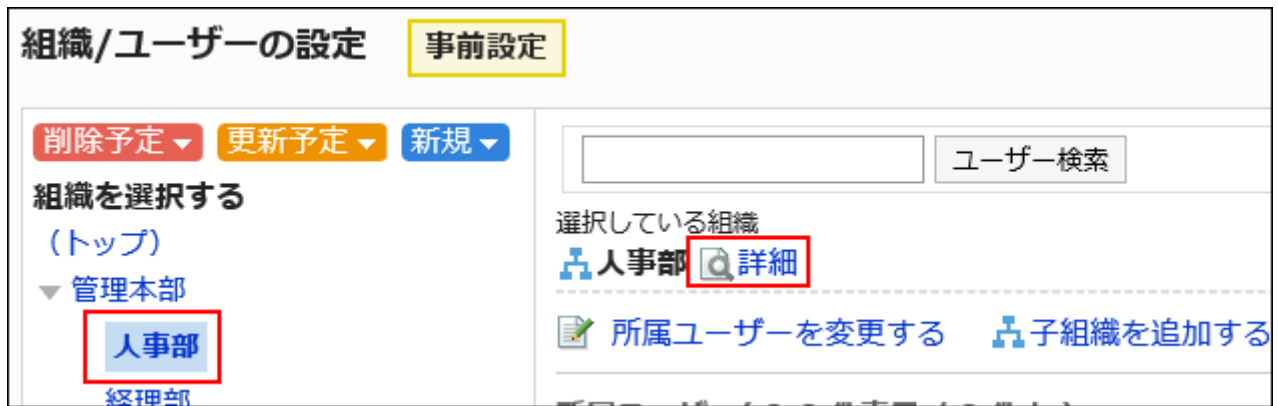 組織/ユーザーの設定 事前設定
削除予定 更新予定 新規
組織を選択する
(トップ)
管理本部
人事部
経理部
ユーザー検索
選択している組織
人事部 詳細
所属ユーザーを変更する 子組織を追加する